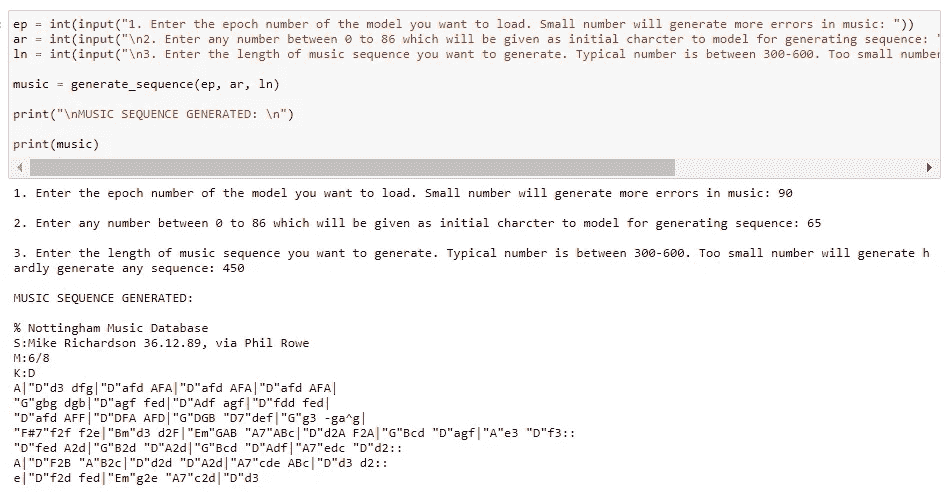 ep = int(input("1. Enter the epoch number of the model you want to load. Small number will generate more errors in music: "))
ar = int(input("\n2. Enter any number between 0 to 86 which will be given as initial charcter to model for generating sequence: "
ln = int(input("\n3. Enter the length of music sequence you want to generate. Typical number is between 300-600. Too small number
music = generate_sequence(ep, ar, ln)
print("\nMUSIC SEQUENCE GENERATED: \n")
print(music)
1. Enter the epoch number of the model you want to load. Small number will generate more errors in music: 90
2. Enter any number between 0 to 86 which will be given as initial charcter to model for generating sequence: 65
3. Enter the length of music sequence you want to generate. Typical number is between 300-600. Too small number will generate h
ardly generate any sequence: 450
MUSIC SEQUENCE GENERATED:
% Nottingham Music Database
S:Mike Richardson 36.12.89, via Phil Rowe
M:6/8
K:D
A|"D"d3 dfg|"D"afd AFA|"D"afd AFA|"D"afd AFA|
"G"gbg dgb|"D"agf fed|"D"Adf agf|"D"fdd fed|
"D"afd AFF|"D"DFA AFD|"G"DGB "D7"def|"G"g3 -ga^g|
"F#7"f2f f2e|"Bm"d3 d2F|"Em"GAB "A7"ABc|"D"d2A F2A|"G"Bcd "D"agf|"A"e3 "D"f3::
"D"fed A2d|"G"B2d "D"A2d|"G"Bcd "D"Adf|"A7"edc "D"d2::
A|"D"F2B "A"B2c|"D"d2d "D"A2d|"A7"cde ABc|"D"d3 d2::
e|"D"f2d fed|"Em"g2e "A7"c2d|"D"d3